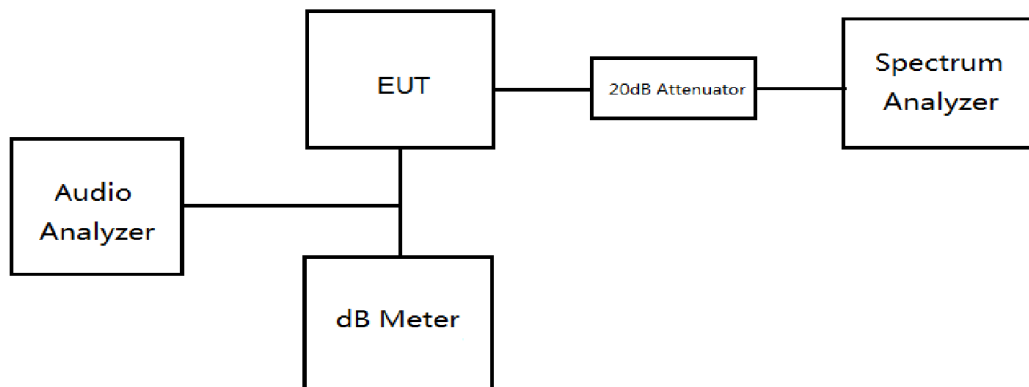 EUT
20dB Attenuator
Spectrum
Analyzer
Audio
Analyzer
dB Meter